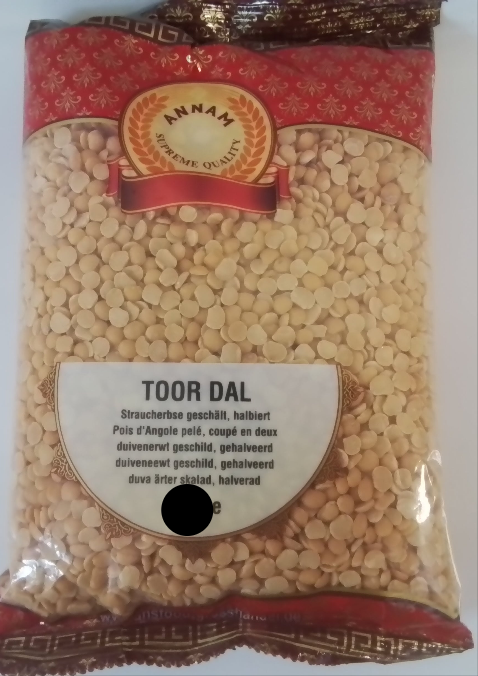 ANNAM
SUPREME QUALITY
TOOR DAL
Straucherbse geschält, halbiert
Pois d'Angole pelé, coupé en deux
duivenerwt geschild, gehalveerd
duiveneewt geschild, gehalveerd
duva ärter skalad, halverad
e